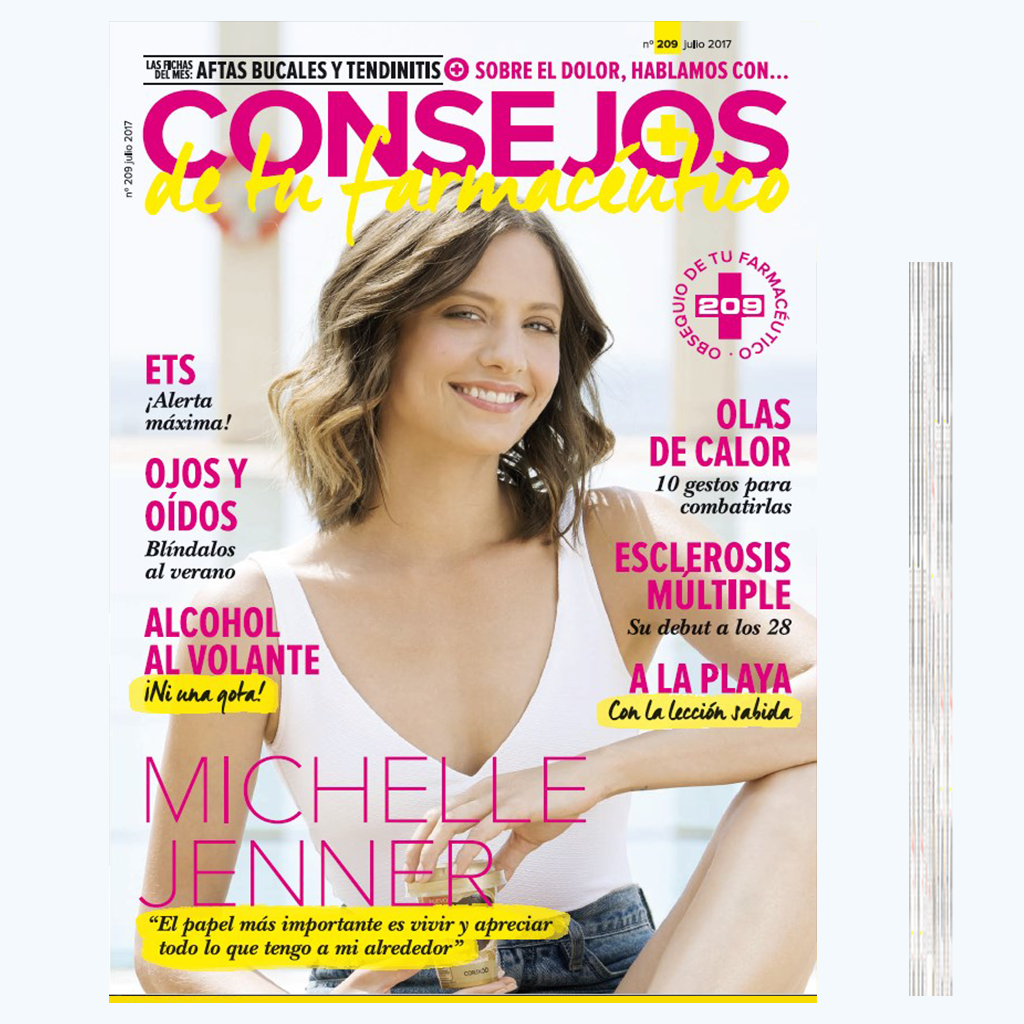 nº 209 julio 2017
LAS FICHAS
DEL MES: AFTAS BUCALES Y TENDINITIS SOBRE EL DOLOR, HABLAMOS CON...
nº 209 julio 2017
CONSEJOS
de tu farmacéutico
OBSEQUIO DE TU FARMACÉUTICO
209
ETS
¡Alerta
máxima!
OJOS Y
OÍDOS
Blíndalos
al verano
ALCOHOL
AL VOLANTE
¡Ni una gota!
OLAS
DE CALOR
10 gestos para
combatirlas
ESCLEROSIS
MÚLTIPLE
Su debut a los 28
A LA PLAYA
Con la lección sabida
MICHELLE
JENNER
“El papel más importante es vivir y apreciar
todo lo que tengo a mi alrededor”